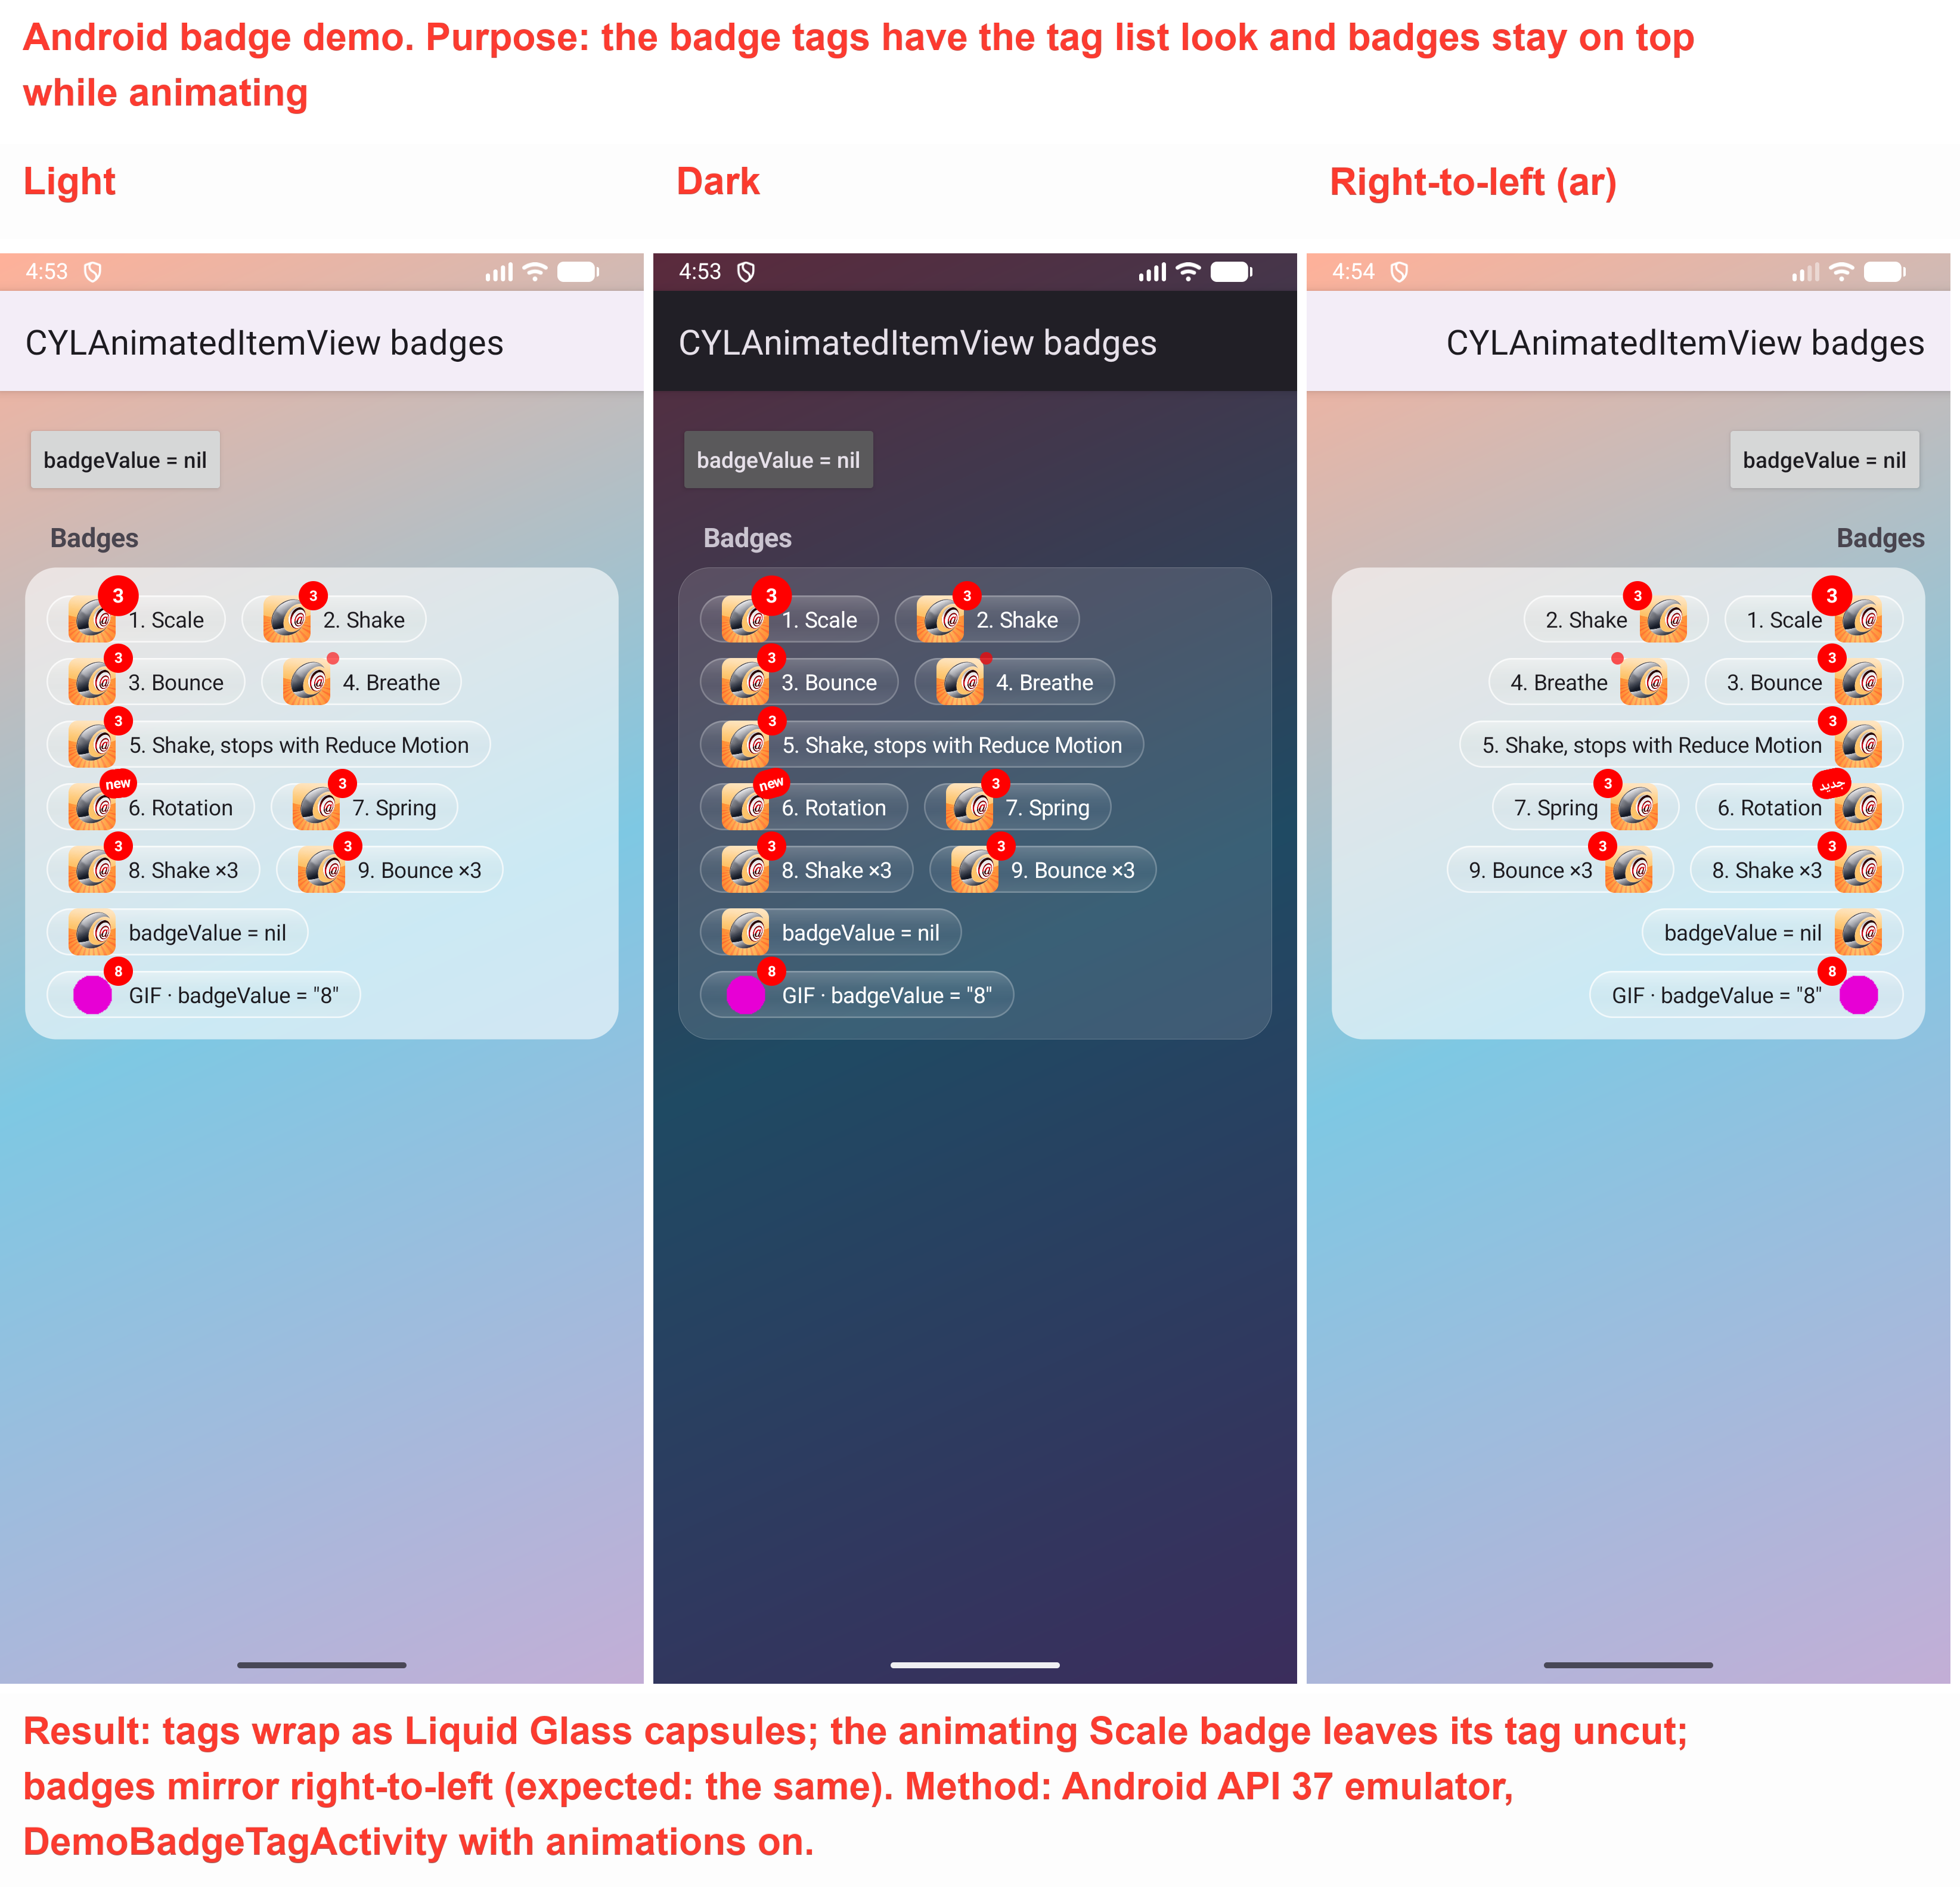 Android badge demo. Purpose: the badge tags have the tag list look and badges stay on top
while animating
Light
Dark
Right-to-left (ar)
4:53
CYLAnimatedItemView badges
badgeValue = nil
Badges
3
1. Scale
3
2. Shake
3
3. Bounce
4. Breathe
3
5. Shake, stops with Reduce Motion
new
6. Rotation
3
7. Spring
3
8. Shake ×3
3
9. Bounce ×3
badgeValue = nil
8
GIF · badgeValue = "8"
4:53
CYLAnimatedItemView badges
badgeValue = nil
Badges
3
1. Scale
3
2. Shake
3
3. Bounce
4. Breathe
3
5. Shake, stops with Reduce Motion
new
6. Rotation
3
7. Spring
3
8. Shake ×3
3
9. Bounce ×3
badgeValue = nil
8
GIF · badgeValue = "8"
4:54
CYLAnimatedItemView badges
badgeValue = nil
Badges
3
1. Scale
3
2. Shake
3
3. Bounce
4. Breathe
3
5. Shake, stops with Reduce Motion
جديد
6. Rotation
3
7. Spring
3
8. Shake ×3
3
9. Bounce ×3
badgeValue = nil
8
GIF · badgeValue = "8"
Result: tags wrap as Liquid Glass capsules; the animating Scale badge leaves its tag uncut;
badges mirror right-to-left (expected: the same). Method: Android API 37 emulator,
DemoBadgeTagActivity with animations on.